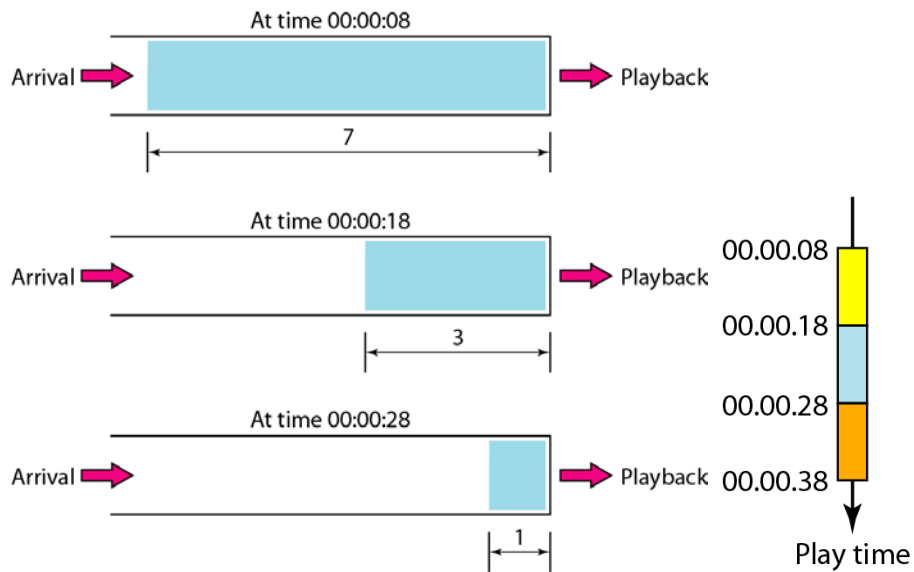 At time 00:00:08
Arrival
Playback
7
At time 00:00:18
Arrival
Playback
3
At time 00:00:28
Arrival
Playback
1
00.00.08
00.00.18
00.00.28
00.00.38
Play time